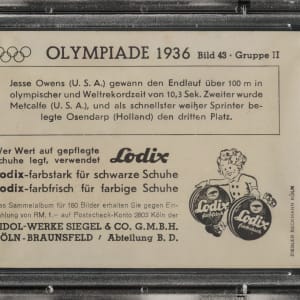 OLYMPIADE 1936 Bild 43 - Gruppe II
Jesse Owens (U. S. A.) gewann den Endlauf über 100 m in
olympischer und Weltrekordzeit von 10,3 Sek. Zweiter wurde
Metcalfe (U. S. A.), und als schnellster weißer Sprinter be-
legte Osendarp (Holland) den dritten Platz.
Wer Wert auf gepflegte
Schuhe legt, verwendet Lodix
Lodix-farbstark für schwarze Schuhe
Lodix-farbfrisch für farbige Schuhe
Das Sammelalbum für 180 Bilder erhalten Sie gegen Ein-
zahlung von RM. 1.— auf Postscheck-Konto 2803 Köln der
SIDOL-WERKE SIEGEL & CO. G.M.B.H.
KÖLN-BRAUNSFELD / Abteilung B. D.
Lodix
Lodix